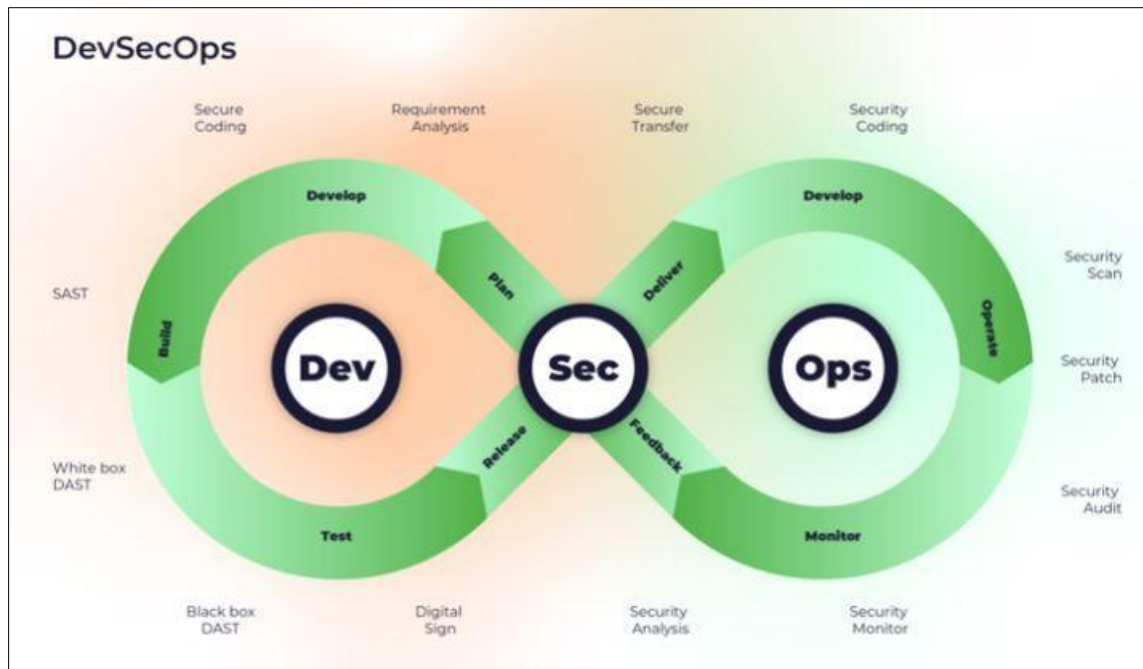 DevSecOps
Secure
Coding
Requirement
Analysis
Secure
Transfer
Security
Coding
Develop
Develop
Plan
Deliver
SAST
Build
Security
Scan
Operate
Dev
Sec
Ops
Security
Patch
White box
DAST
Release
Feedback
Security
Audit
Test
Monitor
Black box
DAST
Digital
Sign
Security
Analysis
Security
Monitor